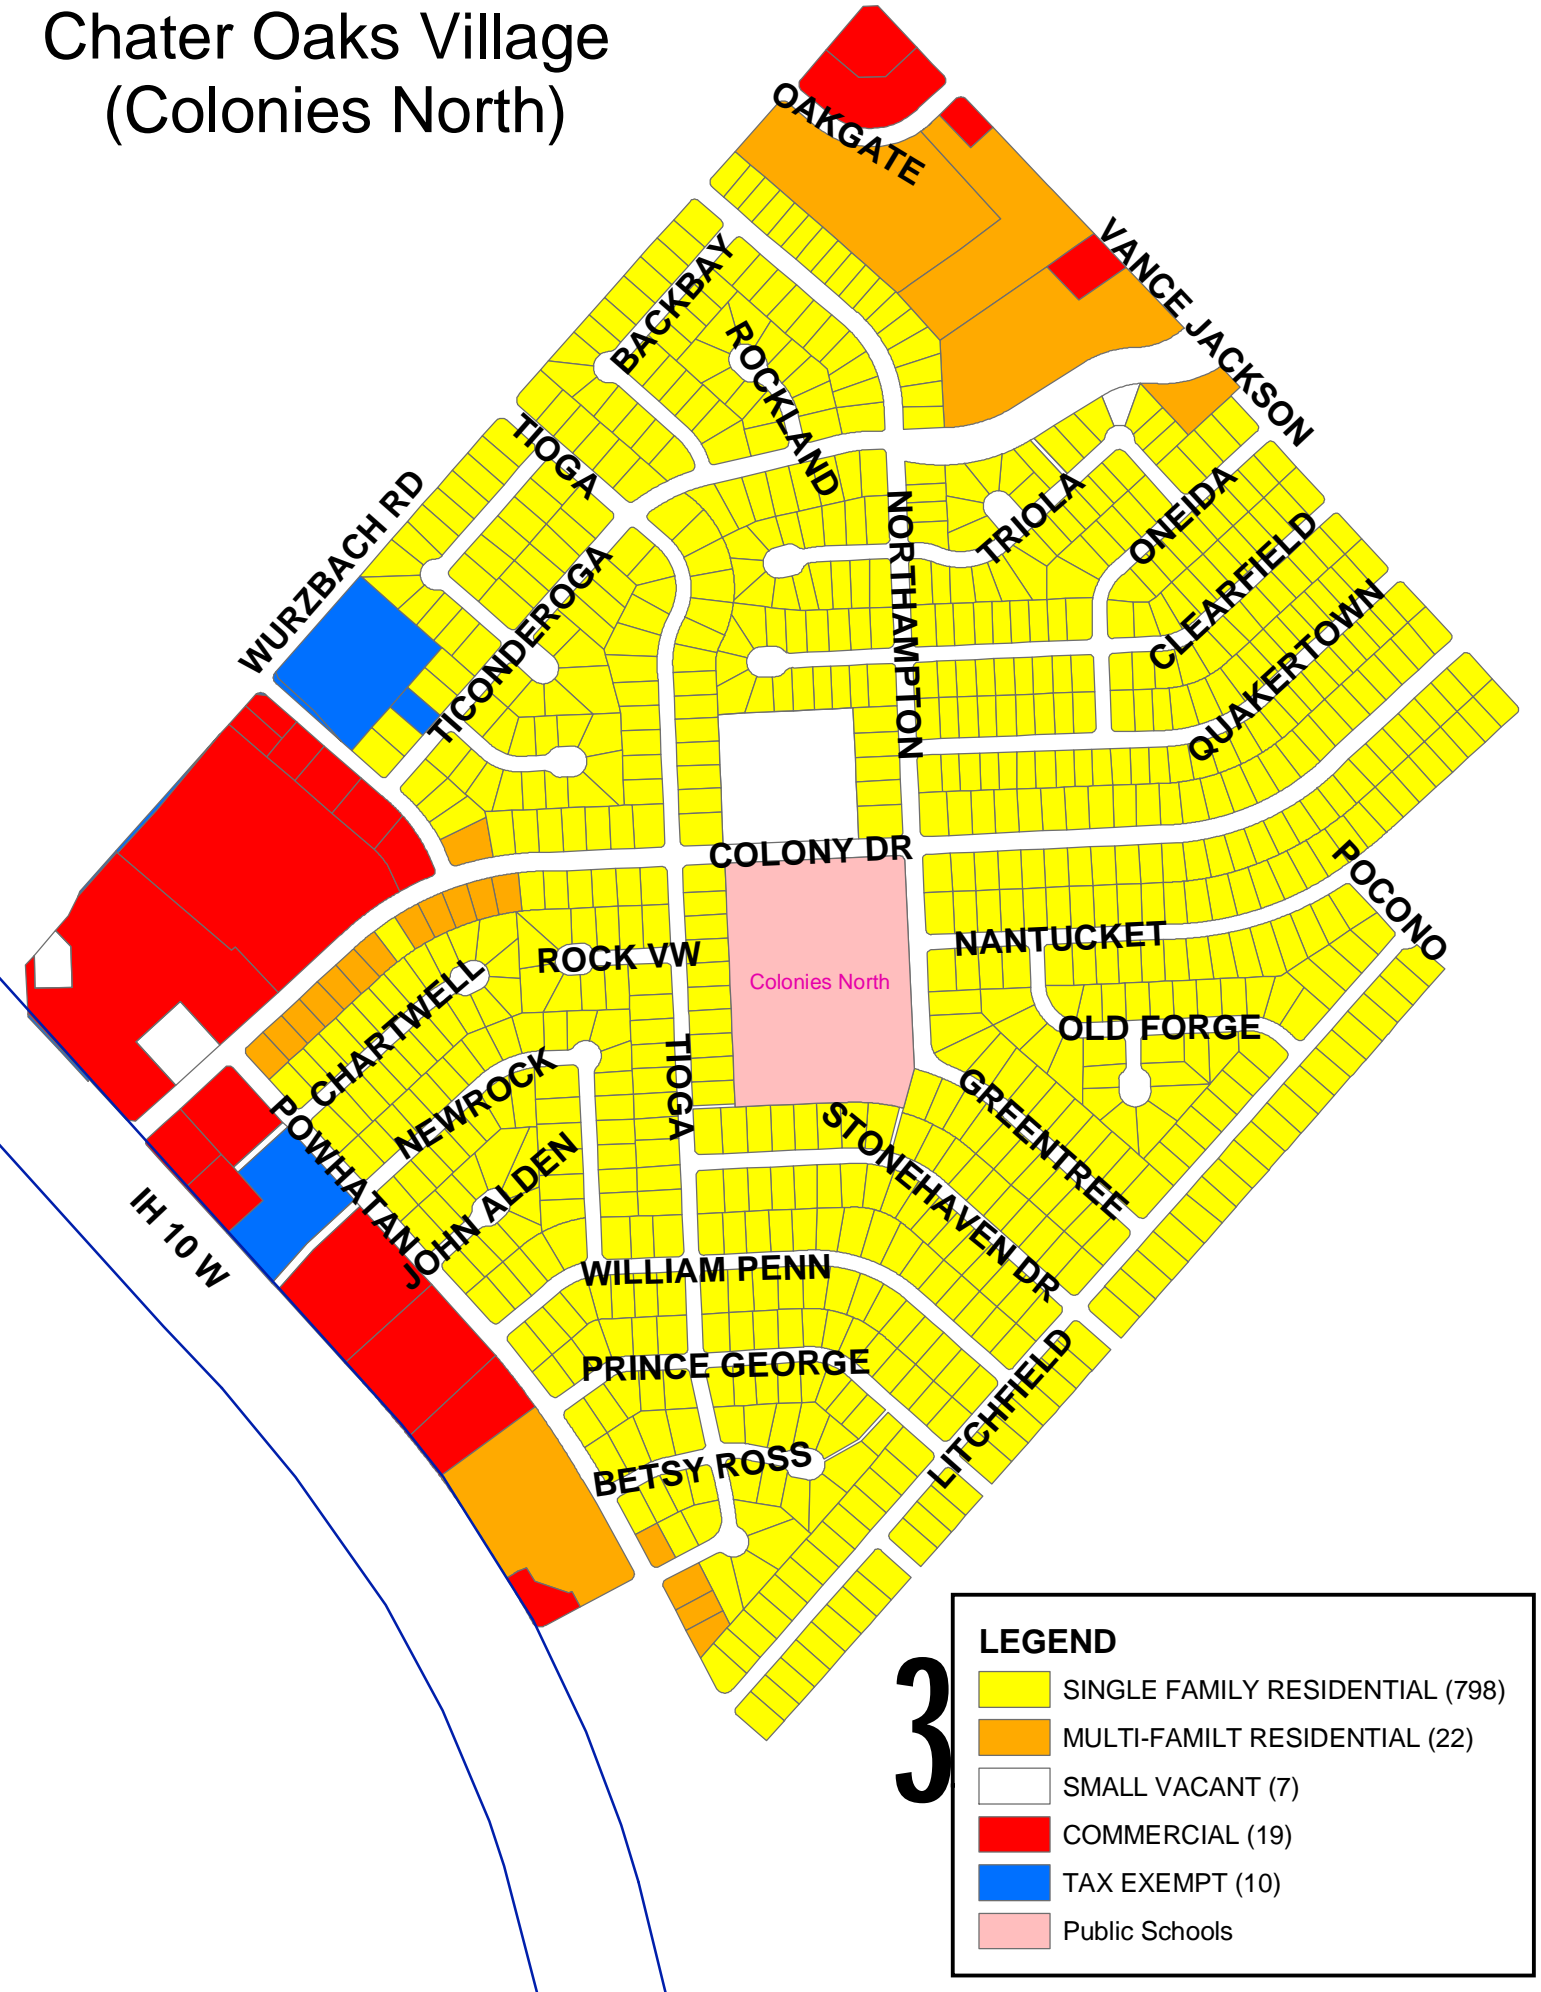 Chater Oaks Village
(Colonies North)
OAKGATE
VANCE JACKSON
BACKBAY
ROCKLAND
TIOGA
WURZBACH RD
NORTHAMPTON
TRIOLA
ONEIDA
CLEARFIELD
QUAKERTOWN
TICONDEROGA
COLONY DR
POCONO
NANTUCKET
ROCK VW
CHARTWELL
Colonies North
OLD FORGE
TIOGA
NEWROCK
GREENTREE
STONEHAVEN DR
POWHATAN
JOHN ALDEN
IH 10 W
WILLIAM PENN
PRINCE GEORGE
LITCHFIELD
BETSY ROSS
3
LEGEND
SINGLE FAMILY RESIDENTIAL (798)
MULTI-FAMILT RESIDENTIAL (22)
SMALL VACANT (7)
COMMERCIAL (19)
TAX EXEMPT (10)
Public Schools